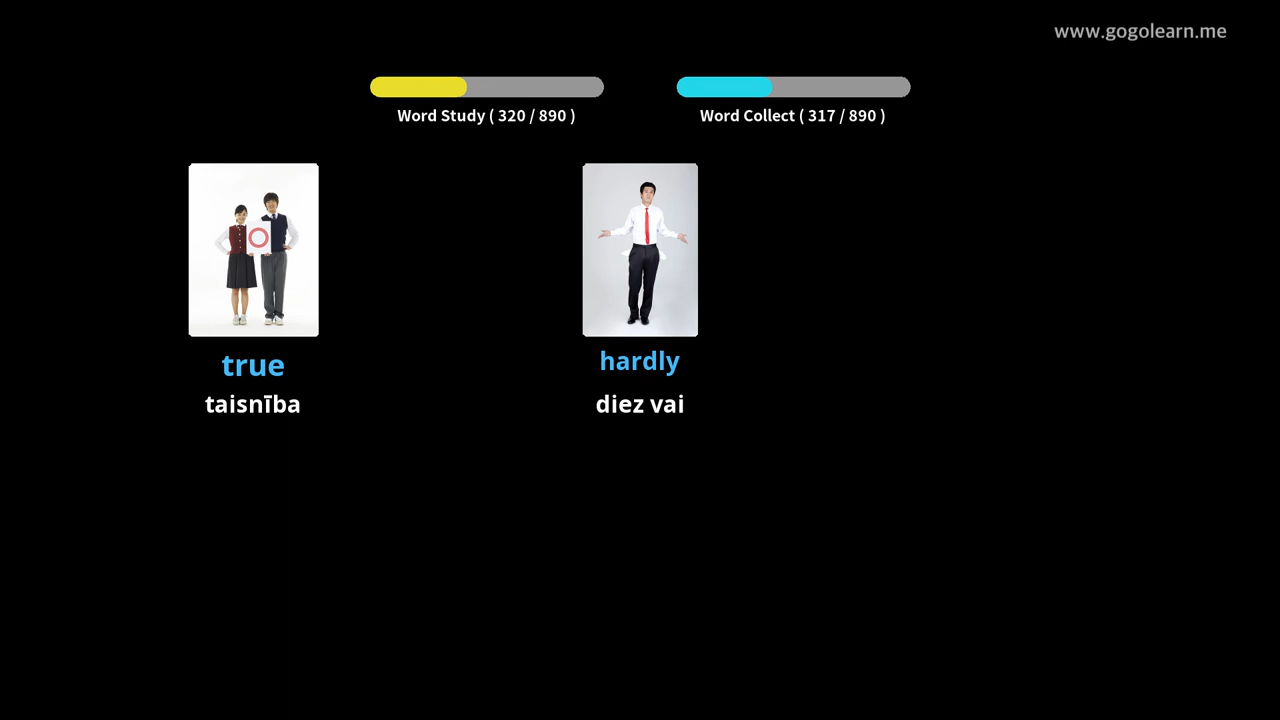 www.gogolearn.me
Word Study ( 320 / 890 )
Word Collect ( 317 / 890 )
true
taisnība
hardly
diez vai